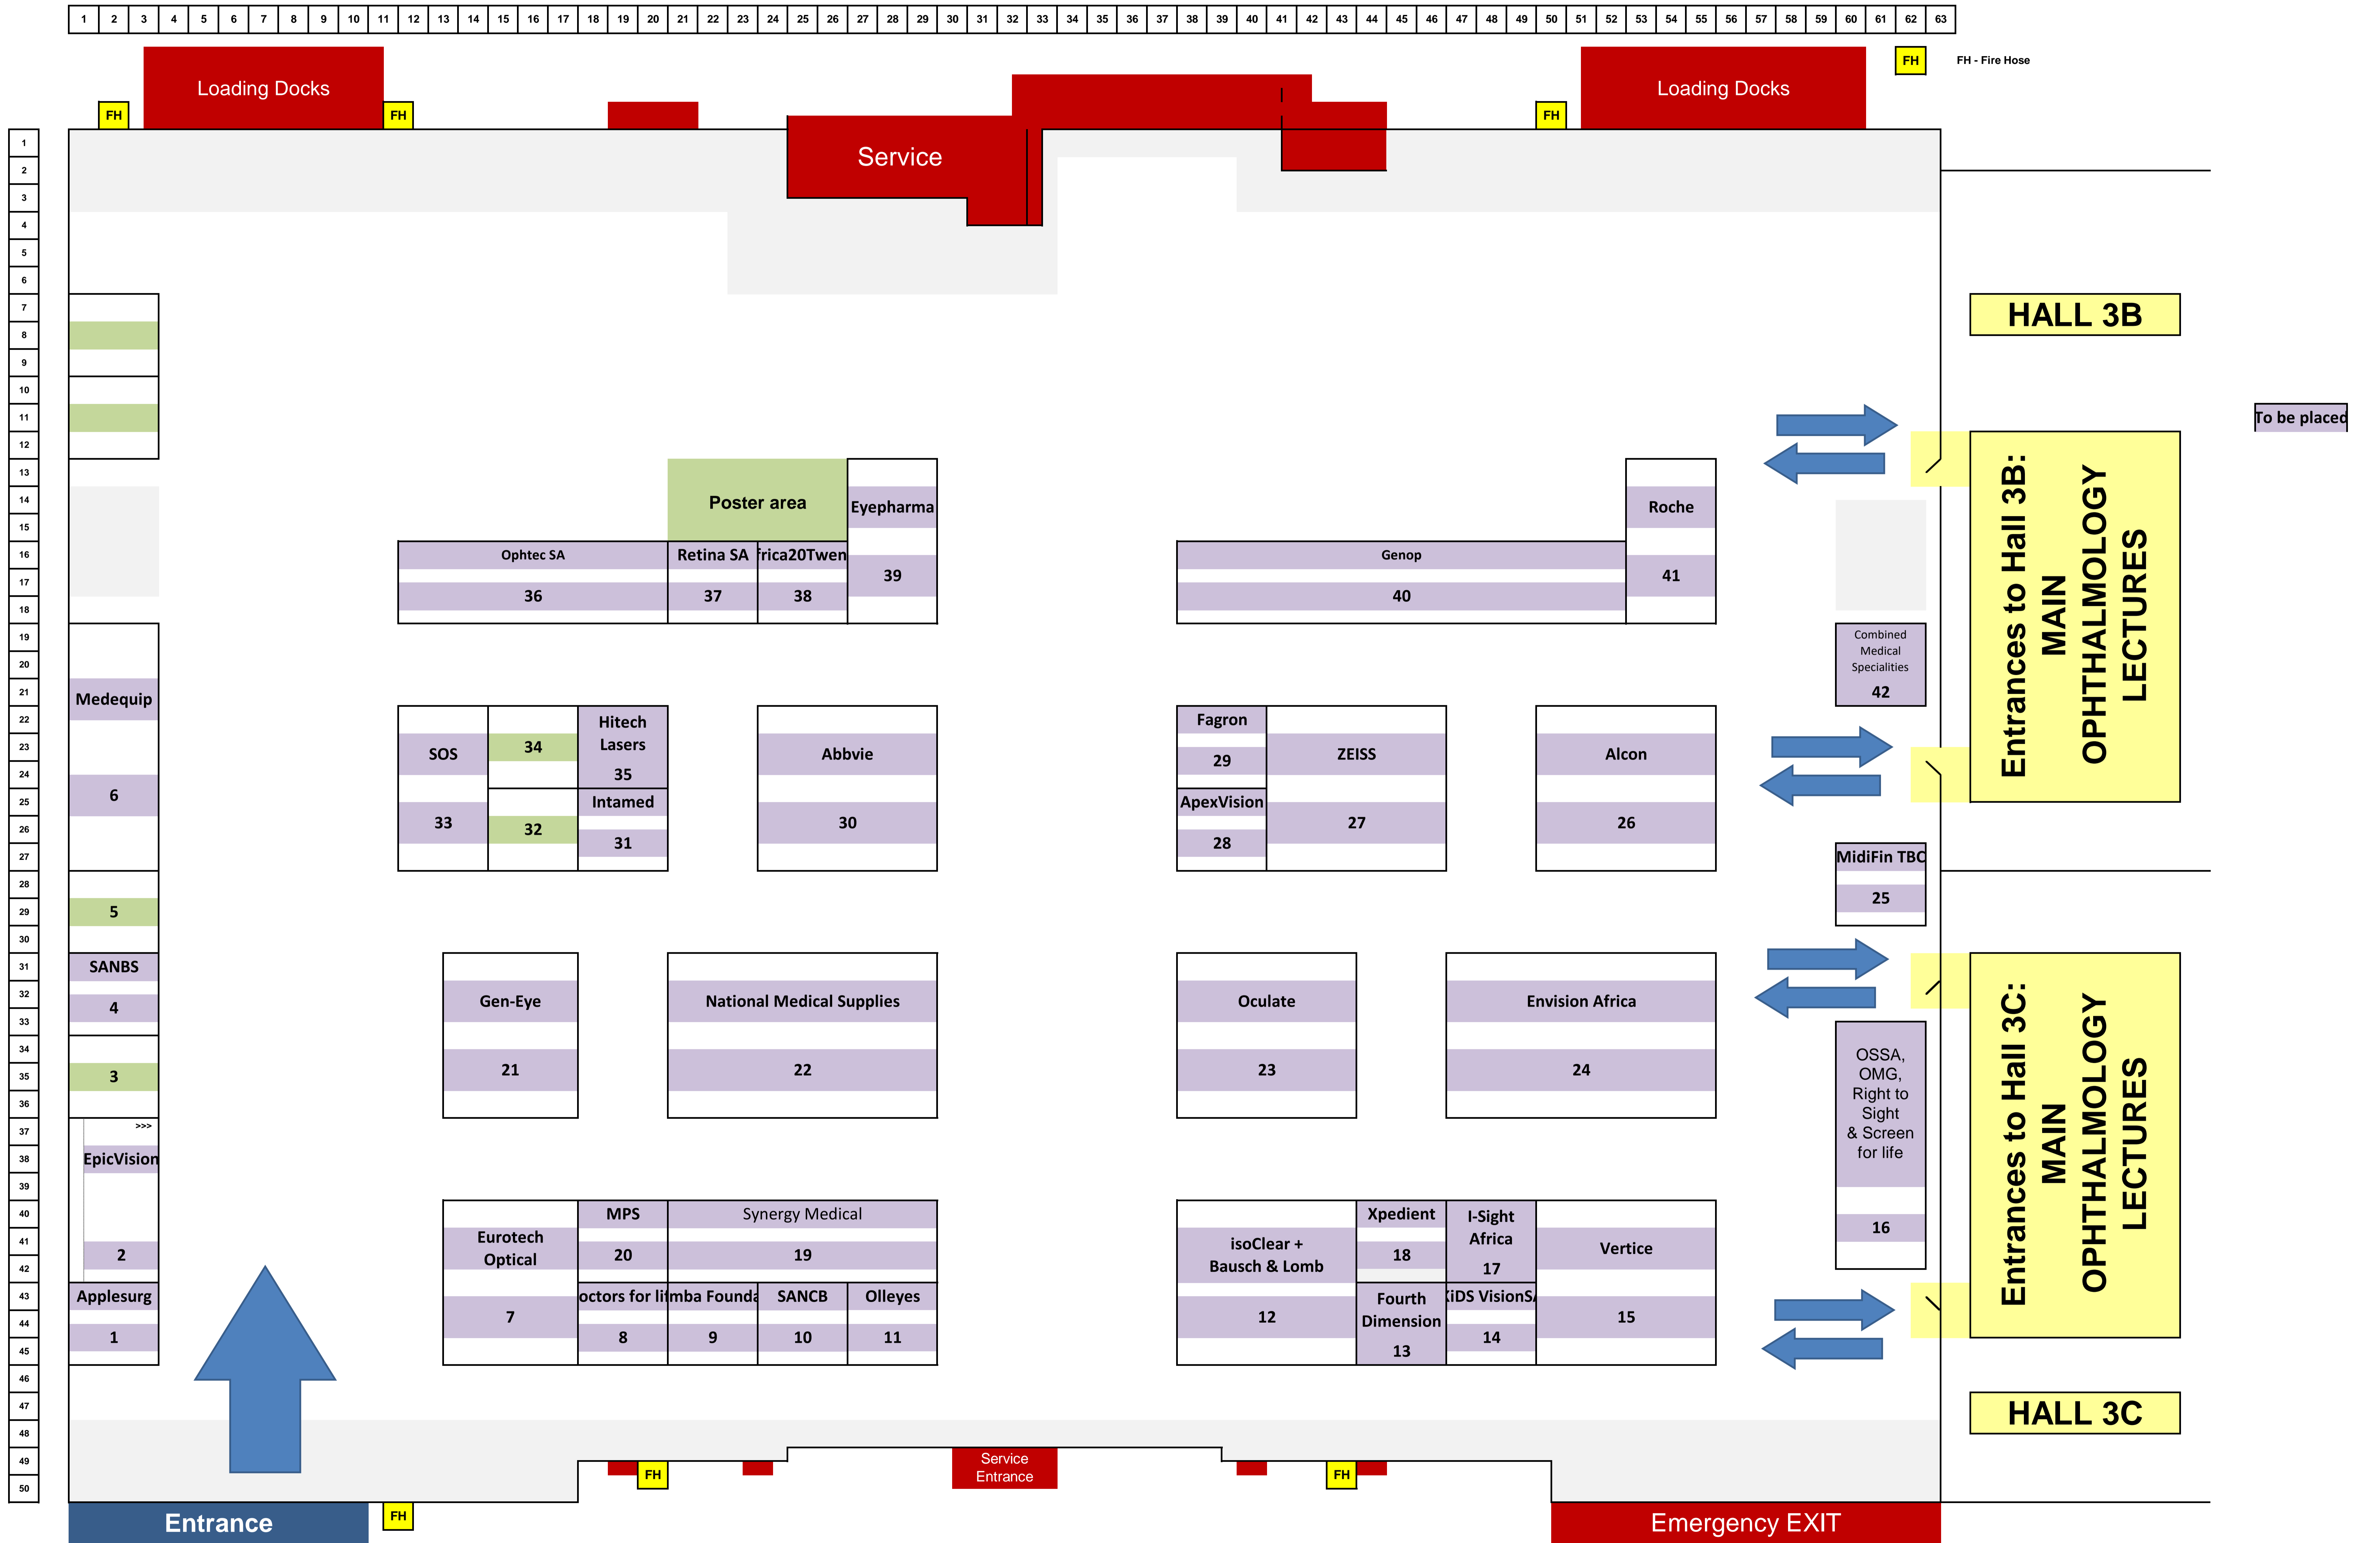 1 2 3 4 5 6 7 8 9 10 11 12 13 14 15 16 17 18 19 20 21 22 23 24 25 26 27 28 29 30 31 32 33 34 35 36 37 37 38 39 40 41 42 43 44 45 46 47 48 49 50 51 52 53 54 55 56 57 58 59 60 61 62 63
FH
FH - Fire Hose
Loading Docks
Loading Docks
FH
FH
FH
Service
1
2
3
4
5
6
7
8
9
10
11
12
13
14
15
16
17
18
19
20
21
22
23
24
25
26
27
28
29
30
31
32
33
34
35
36
37
38
39
40
41
42
43
44
45
46
47
48
49
50
HALL 3B
To be placed
Entrances to Hall 3B:
MAIN
OPHTHALMOLOGY
LECTURES
Poster area
Eyepharma
39
Roche
41
Ophtec SA
36
Retina SA
37
frica20Twen
38
Genop
40
Combined
Medical
Specialities
42
Medequip
6
SOS
33
34
Hitech
Lasers
35
32
Intamed
31
Abbvie
30
Fagron
29
ApexVision
28
ZEISS
27
Alcon
26
MidiFin TBC
25
5
SANBS
4
3
Gen-Eye
21
National Medical Supplies
22
Oculate
23
Envision Africa
24
Entrances to Hall 3C:
MAIN
OPHTHALMOLOGY
LECTURES
OSSA,
OMG,
Right to
Sight
& Screen
for life
16
>>>
EpicVision
2
Applesurg
1
Eurotech
Optical
7
MPS
20
Synergy Medical
19
octors for lif
8
mba Founda
9
SANCB
10
Olleyes
11
isoClear +
Bausch & Lomb
12
Xpedient
18
I-Sight
Africa
17
Fourth
Dimension
13
KiDS VisionSA
14
Vertice
15
HALL 3C
Service
Entrance
FH
FH
FH
Entrance
Emergency EXIT